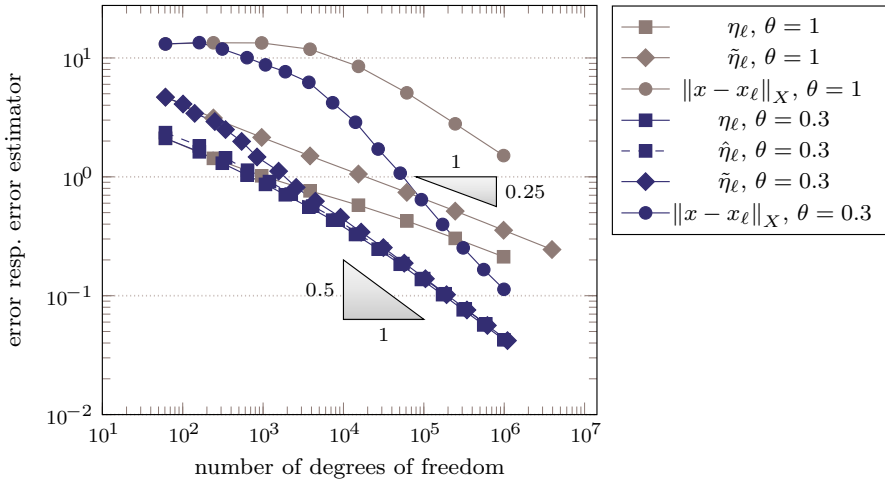 error resp. error estimator
10^1
10^0
10^{-1}
10^{-2}
10^1 10^2 10^3 10^4 10^5 10^6 10^7
number of degrees of freedom
1
0.25
0.5
1
η_ℓ, θ = 1
η̃_ℓ, θ = 1
‖x − x_ℓ‖_X, θ = 1
η_ℓ, θ = 0.3
η̂_ℓ, θ = 0.3
η̃_ℓ, θ = 0.3
‖x − x_ℓ‖_X, θ = 0.3